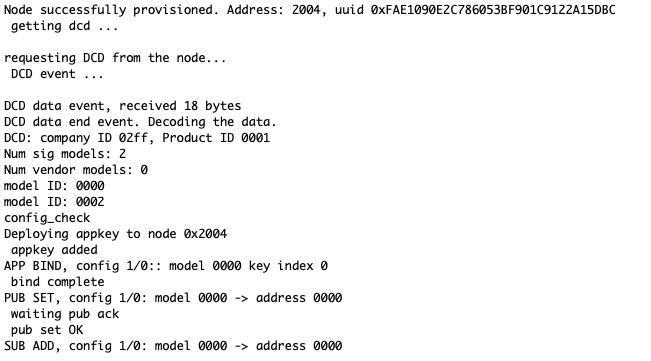 Node successfully provisioned. Address: 2004, uuid 0xFAE1090E2C786053BF901C9122A15DBC
getting dcd ...
requesting DCD from the node...
DCD event ...
DCD data event, received 18 bytes
DCD data end event. Decoding the data.
DCD: company ID 02ff, Product ID 0001
Num sig models: 2
Num vendor models: 0
model ID: 0000
model ID: 0002
config_check
Deploying appkey to node 0x2004
appkey added
APP BIND, config 1/0:: model 0000 key index 0
bind complete
PUB SET, config 1/0: model 0000 -> address 0000
waiting pub ack
pub set OK
SUB ADD, config 1/0: model 0000 -> address 0000